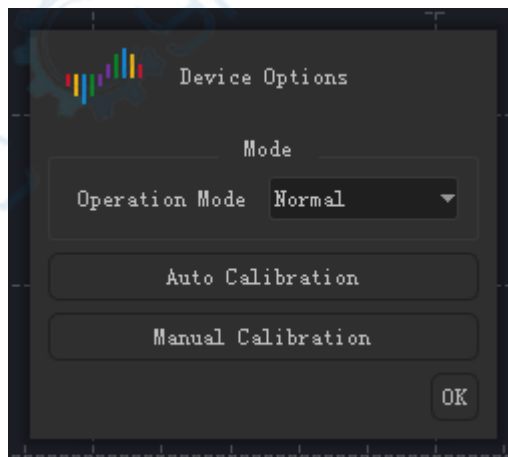 Device Options
Mode
Operation Mode Normal
Auto Calibration
Manual Calibration
OK